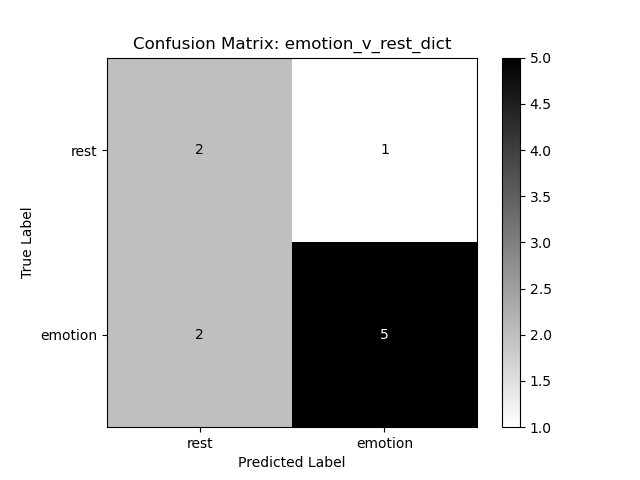 Confusion Matrix: emotion_v_rest_dict
True Label
rest
2
1
emotion
2
5
rest
emotion
Predicted Label
5.0
4.5
4.0
3.5
3.0
2.5
2.0
1.5
1.0